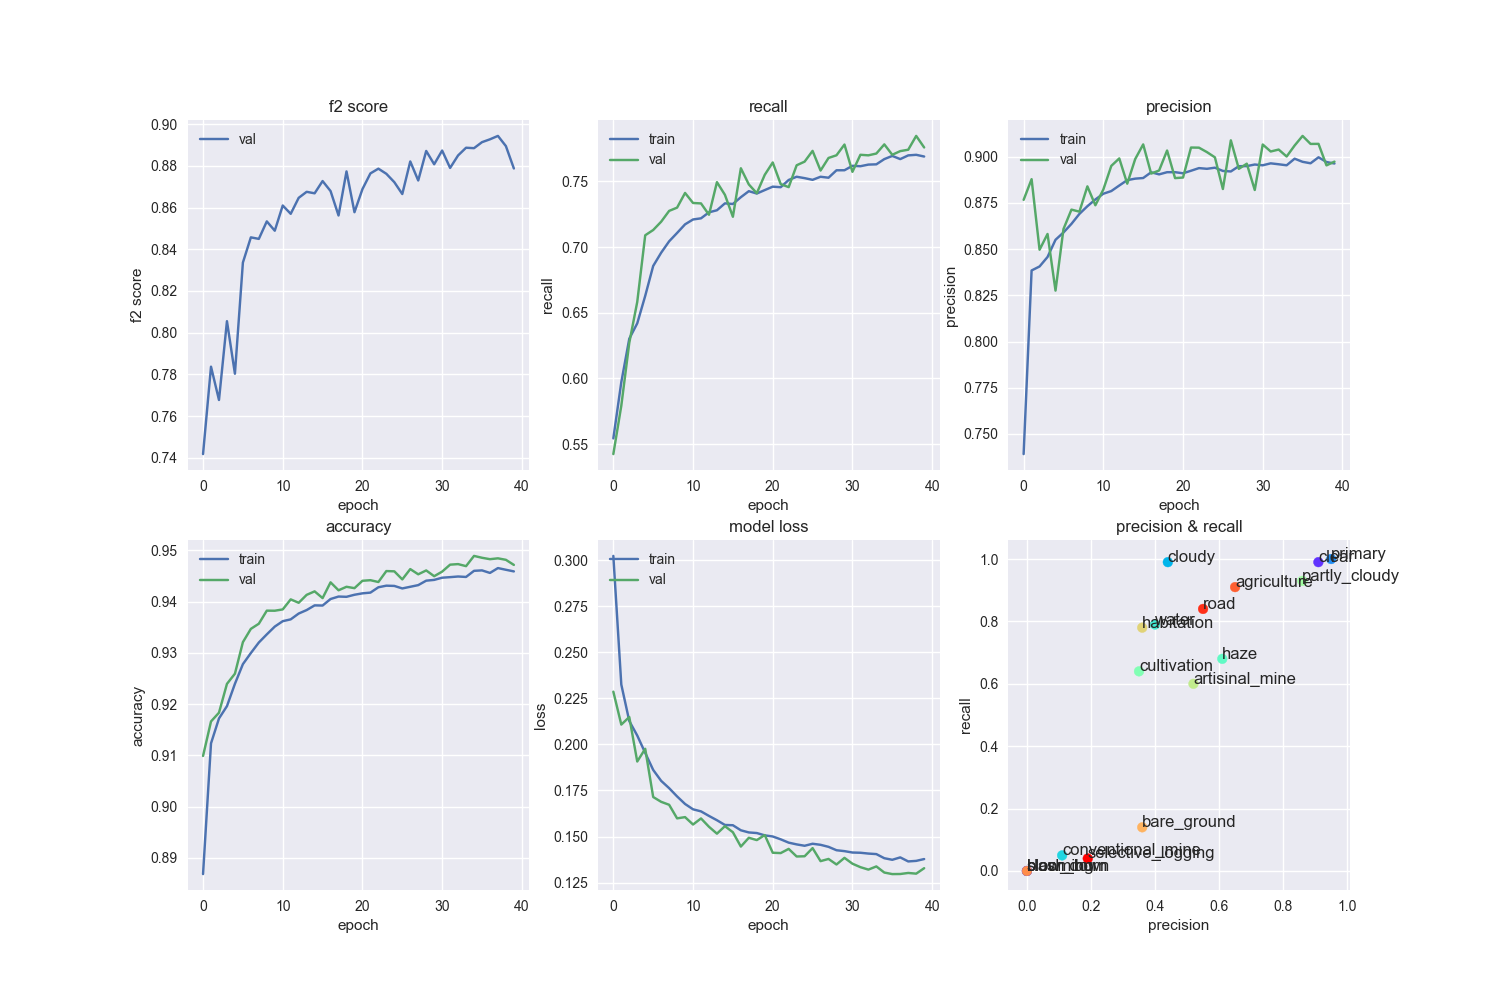 f2 score
val
0.90
0.88
0.86
0.84
0.82
0.80
0.78
0.76
0.74
f2 score
0 10 20 30 40
epoch
recall
train
val
0.75
0.70
0.65
0.60
0.55
recall
0 10 20 30 40
epoch
precision
train
val
0.900
0.875
0.850
0.825
0.800
0.775
0.750
precision
0 10 20 30 40
epoch
accuracy
train
val
0.95
0.94
0.93
0.92
0.91
0.90
0.89
accuracy
0 10 20 30 40
epoch
model loss
train
val
0.300
0.275
0.250
0.225
0.200
0.175
0.150
0.125
loss
0 10 20 30 40
epoch
precision & recall
1.0
0.8
0.6
0.4
0.2
0.0
recall
cloudy
clear
primary
partly_cloudy
agriculture
road
water
habitation
haze
cultivation
artisinal_mine
bare_ground
conventional_mine
selective_logging
0.0 0.2 0.4 0.6 0.8 1.0
precision